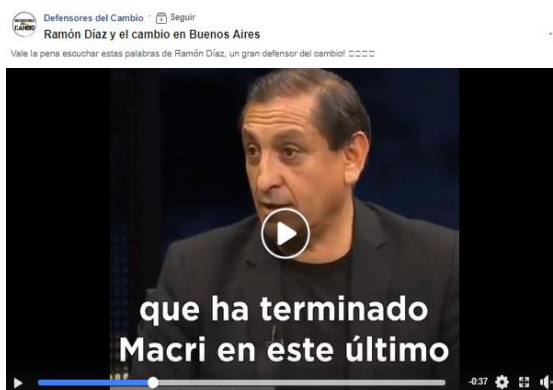 Defensores del Cambio · Seguir
Ramón Díaz y el cambio en Buenos Aires
Vale la pena escuchar estas palabras de Ramón Díaz, un gran defensor del cambio!
que ha terminado
Macri en este último
-0:37